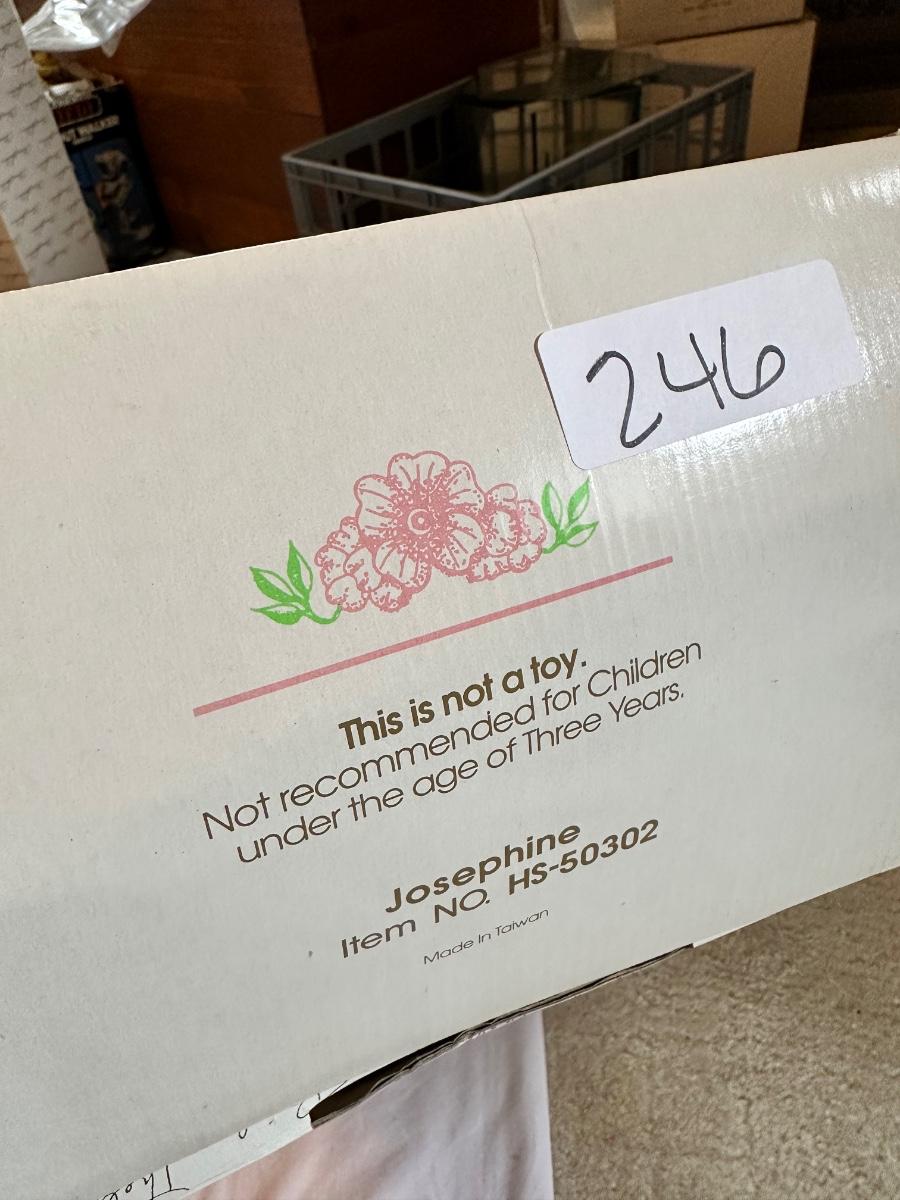 WALKER
246
This is not a toy.
Not recommended for Children
under the age of Three Years.
Josephine
Item NO. HS-50302
Made In Taiwan